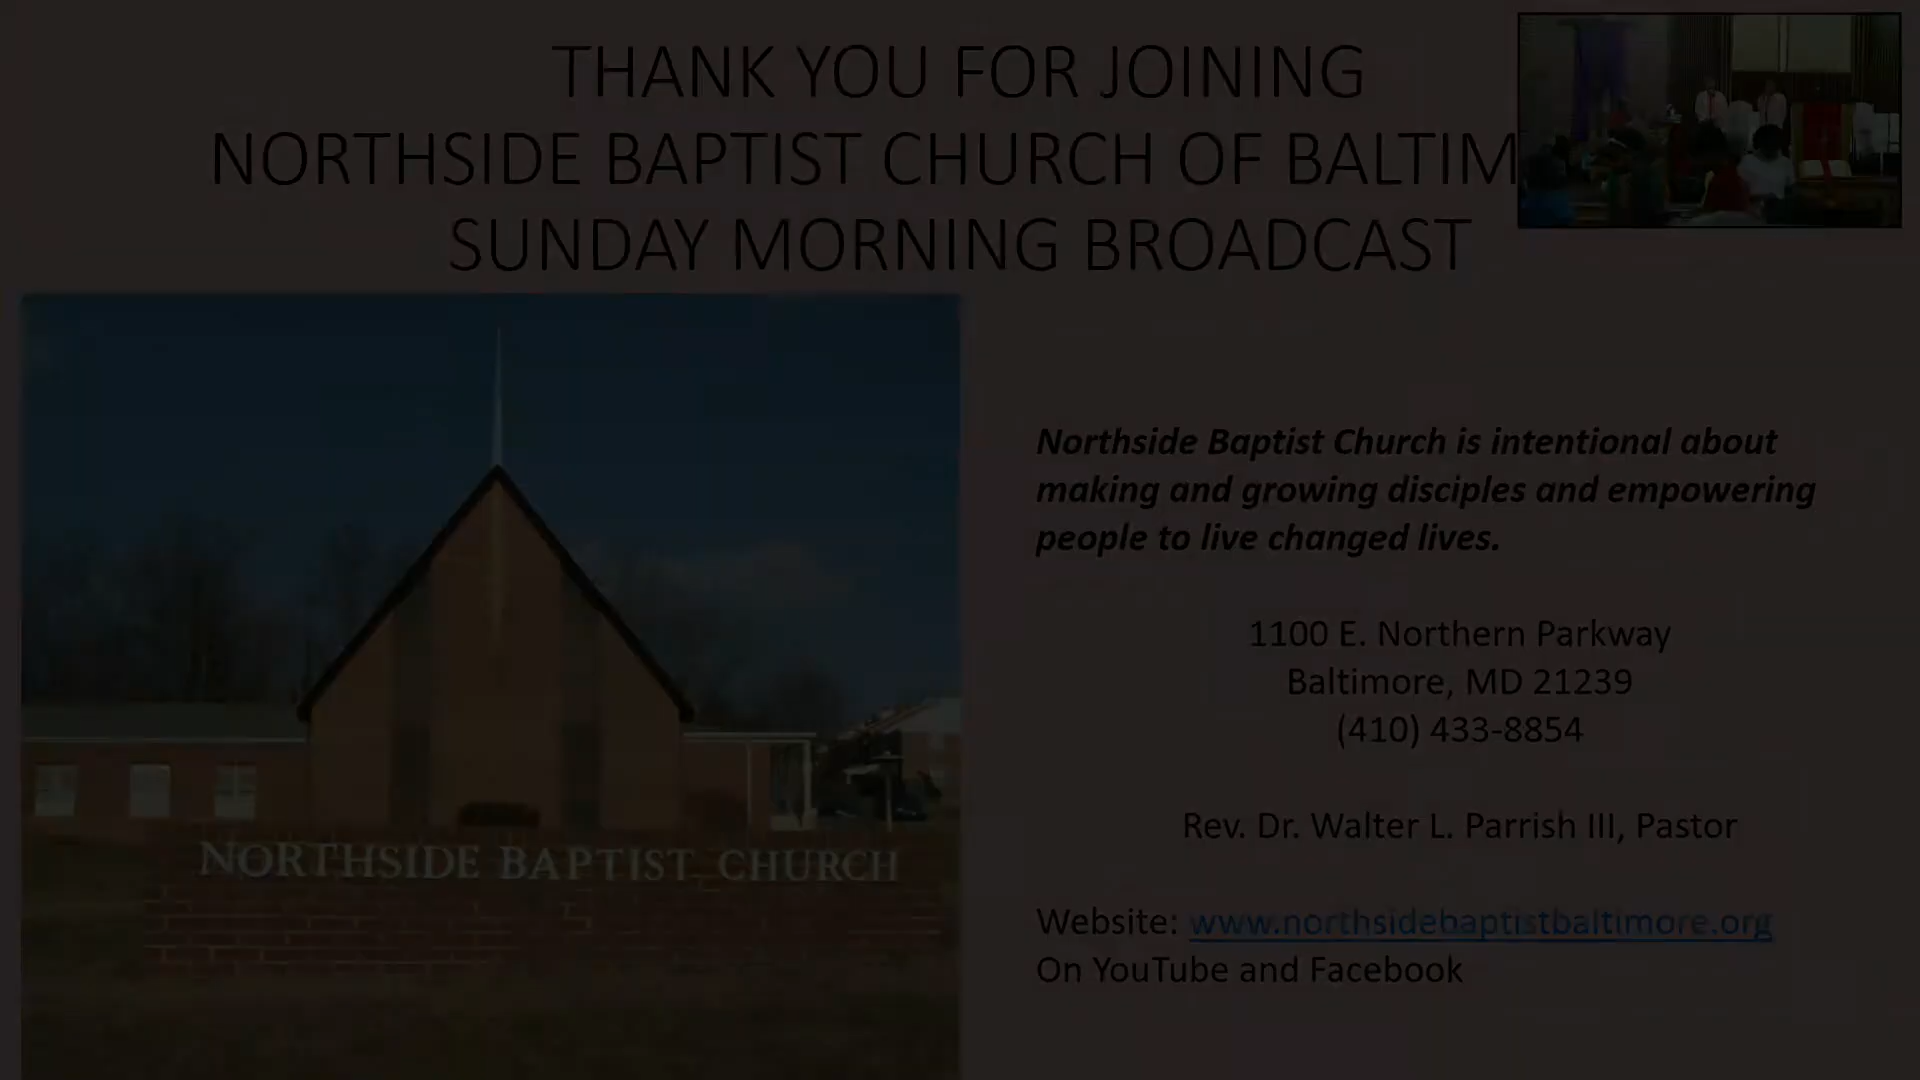 THANK YOU FOR JOINING
NORTHSIDE BAPTIST CHURCH OF BALTIM
SUNDAY MORNING BROADCAST
Northside Baptist Church is intentional about
making and growing disciples and empowering
people to live changed lives.
1100 E. Northern Parkway
Baltimore, MD 21239
(410) 433-8854
Rev. Dr. Walter L. Parrish III, Pastor
Website: www.northsidebaptistbaltimore.org
On YouTube and Facebook
NORTHSIDE BAPTIST CHURCH